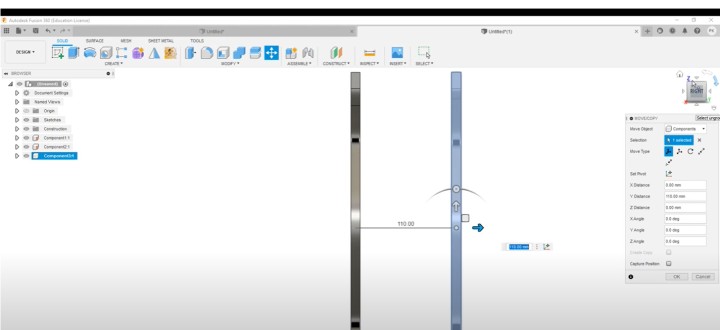 Autodesk Fusion 360 (Education License)
Untitled*
Untitled*(1)
SOLID SURFACE MESH SHEET METAL TOOLS
DESIGN
CREATE MODIFY ASSEMBLE CONSTRUCT INSPECT INSERT SELECT
BROWSER
Document Settings
Named Views
Origin
Sketches
Construction
Component1:1
Component2:1
Component3:1
110.00
110.00 mm
Z
RIGHT
MOVE/COPY
Move Object Components
Selection 1 selected
Move Type
Set Pivot
X Distance 0.00 mm
Y Distance 110.00 mm
Z Distance 0.00 mm
X Angle 0.0 deg
Y Angle 0.0 deg
Z Angle 0.0 deg
Create Copy
Capture Position
OK Cancel